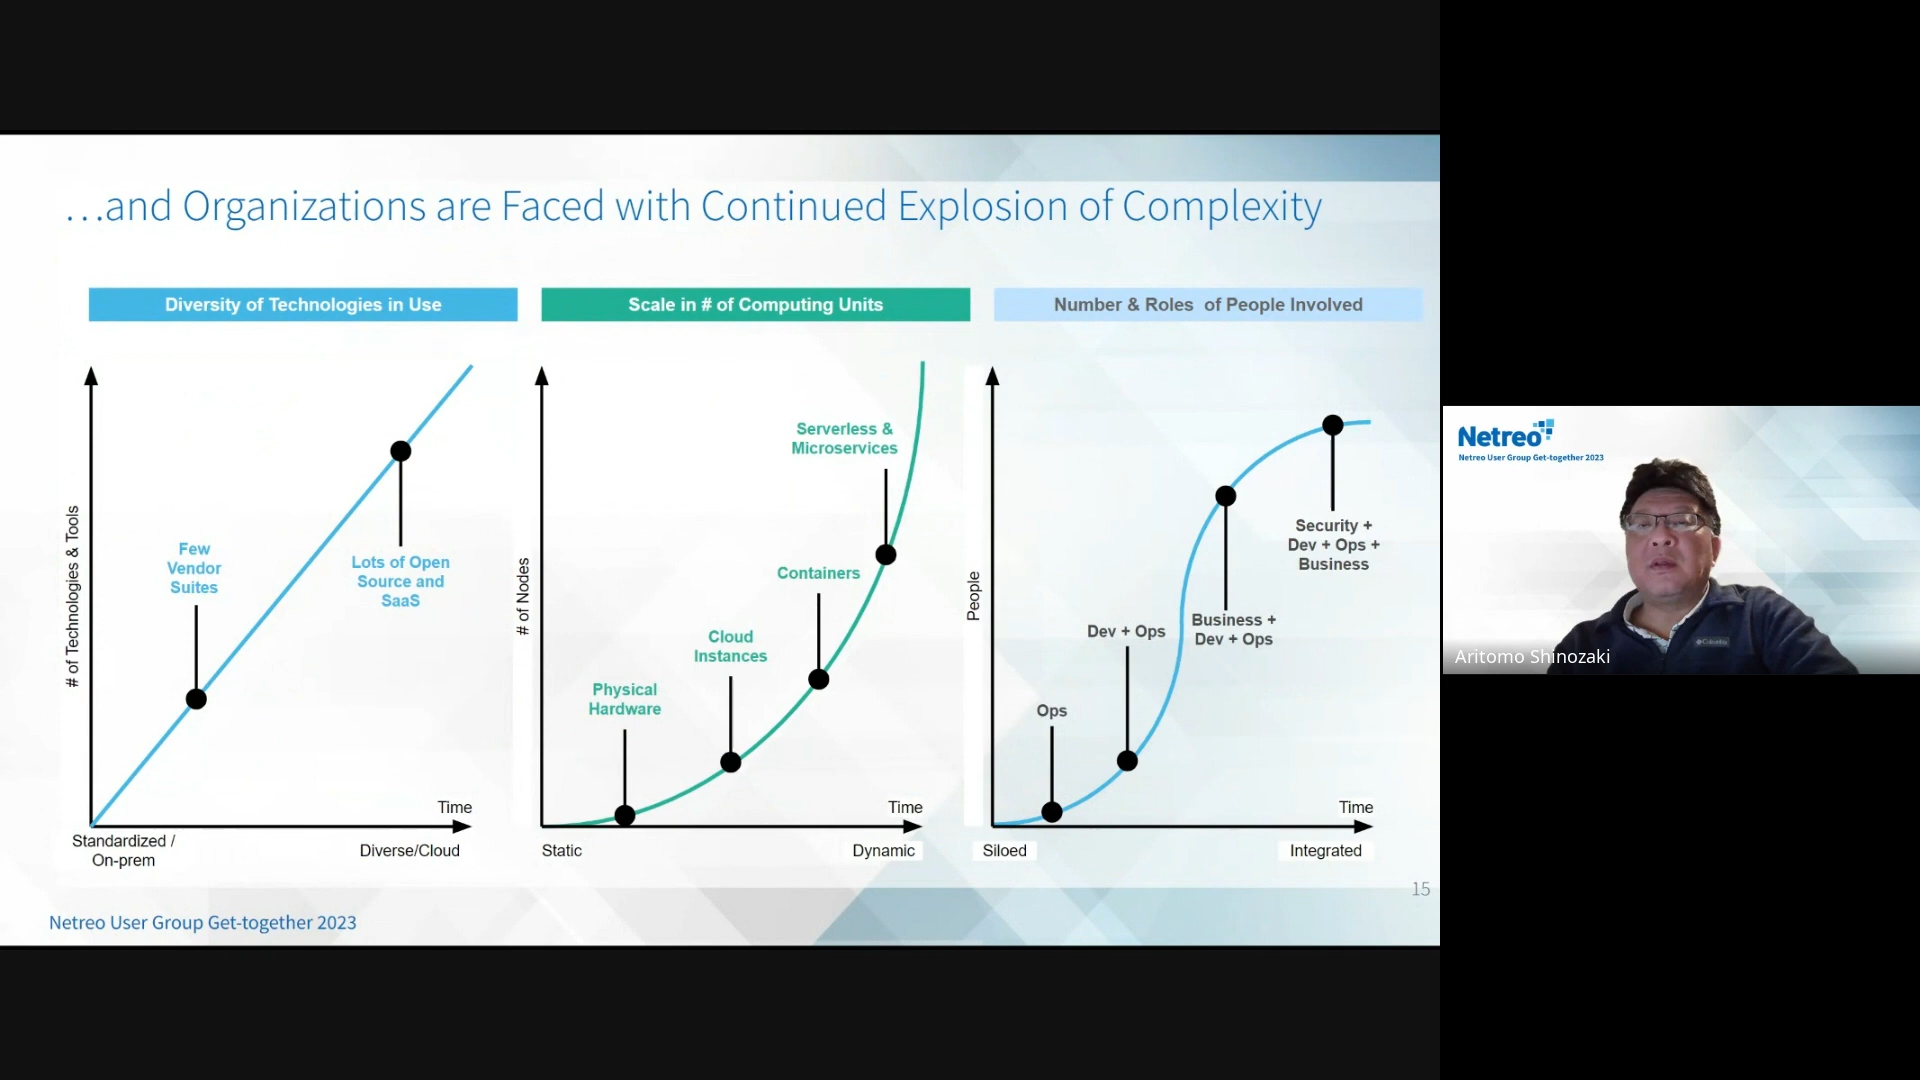 …and Organizations are Faced with Continued Explosion of Complexity
Diversity of Technologies in Use
# of Technologies & Tools
Few
Vendor
Suites
Lots of Open
Source and
SaaS
Time
Standardized /
On-prem
Diverse/Cloud
Scale in # of Computing Units
# of Nodes
Physical
Hardware
Cloud
Instances
Containers
Serverless &
Microservices
Time
Static
Dynamic
Number & Roles  of People Involved
People
Ops
Dev + Ops
Business +
Dev + Ops
Security +
Dev + Ops +
Business
Time
Siloed
Integrated
15
Netreo User Group Get-together 2023
Netreo
Netreo User Group Get-together 2023
Columbia
Aritomo Shinozaki